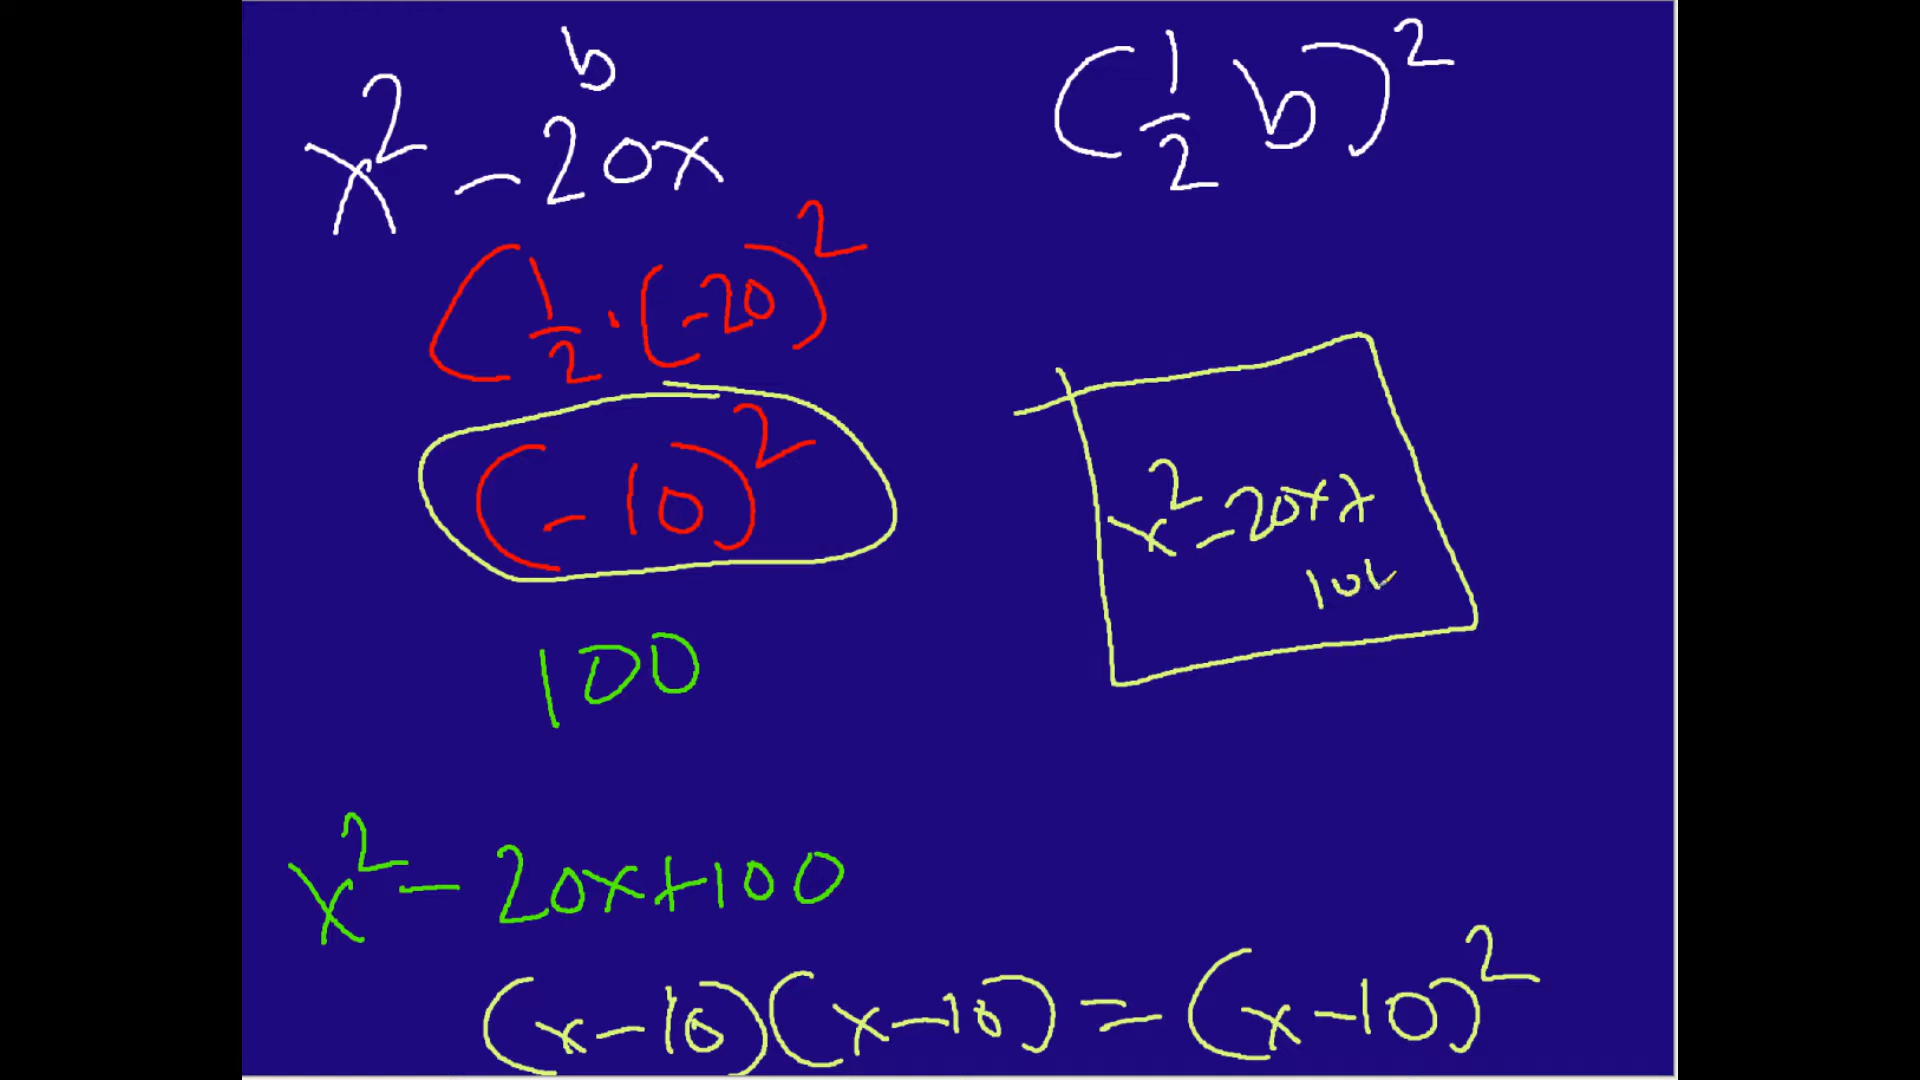 b
x² - 20x
(½ b)²
(½ · (-20)²
(-10)²
x² - 20x +
100
x² - 20x + 100
(x - 10)(x - 10) = (x - 10)²